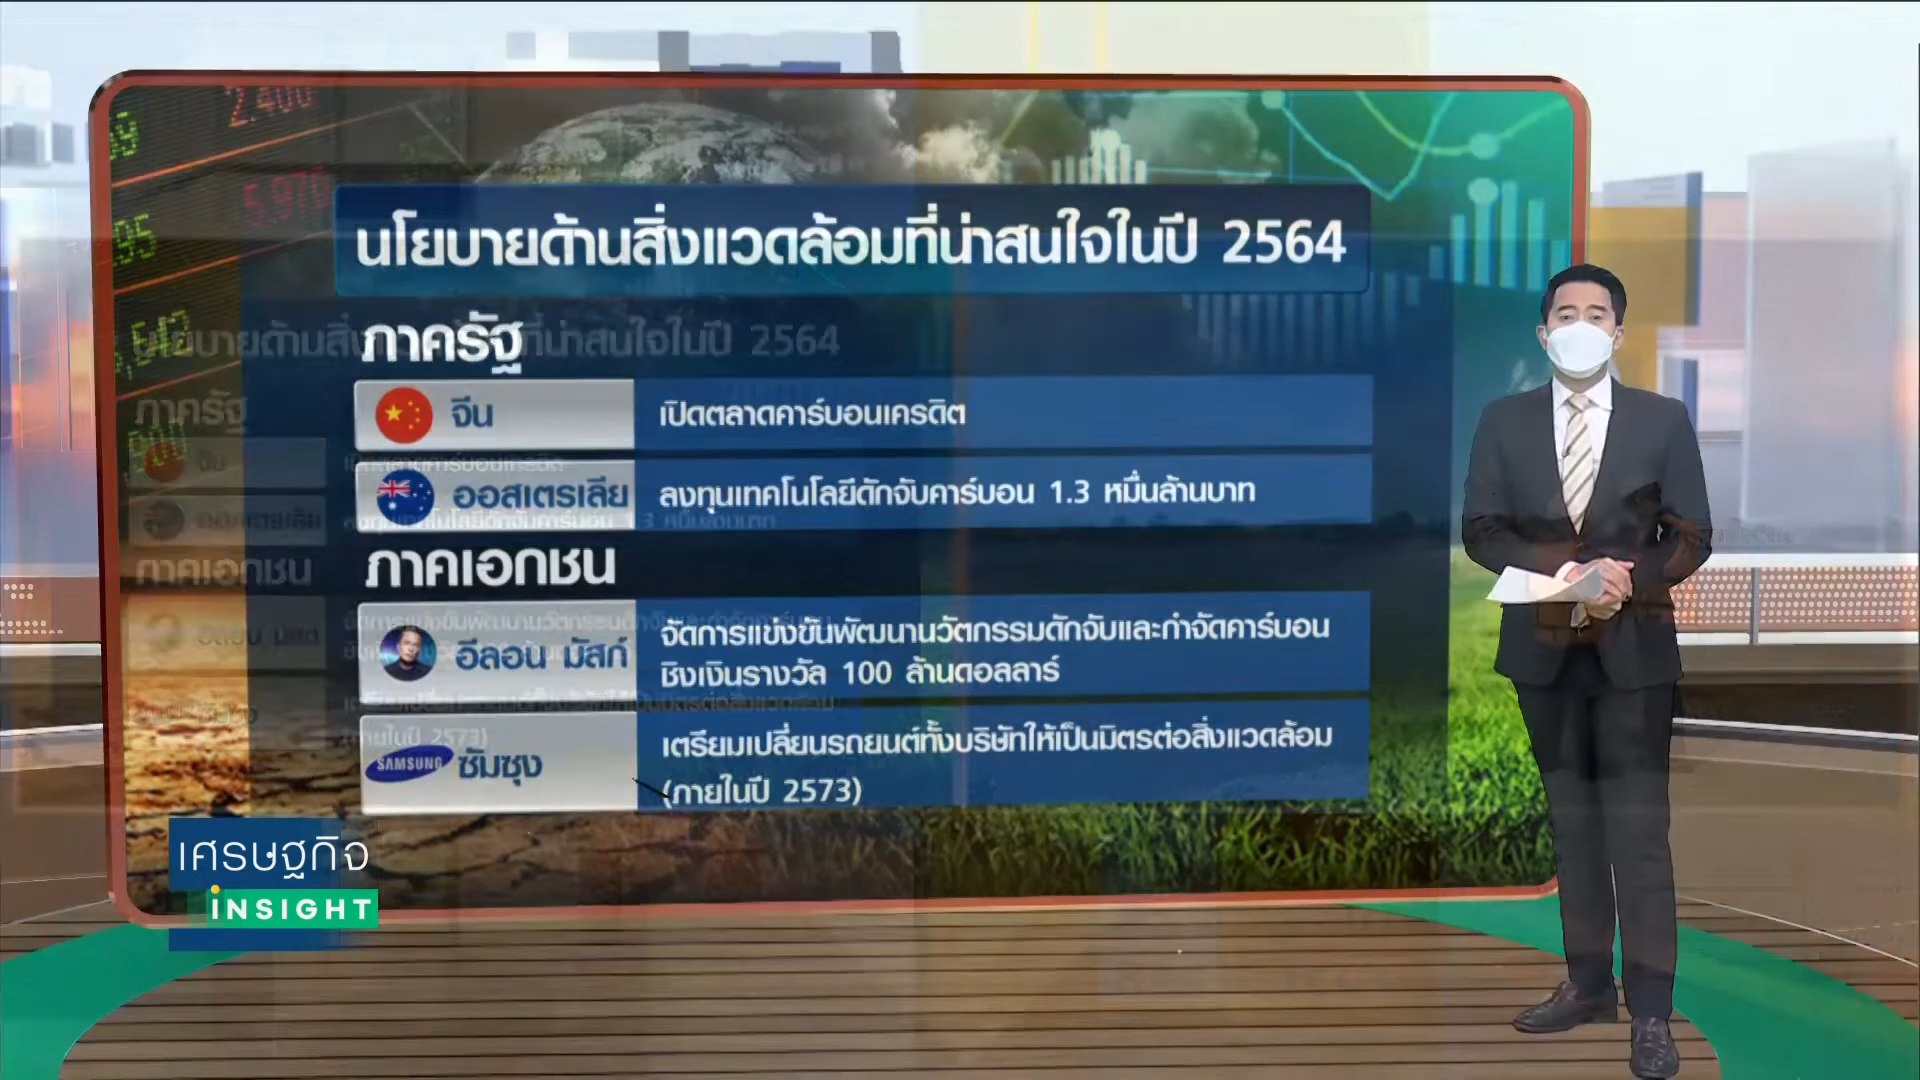 2.400
5.970
95
นโยบายด้านสิ่งแวดล้อมที่น่าสนใจในปี 2564
ภาครัฐ
จีน
เปิดตลาดคาร์บอนเครดิต
ออสเตรเลีย
ลงทุนเทคโนโลยีดักจับคาร์บอน 1.3 หมื่นล้านบาท
ภาคเอกชน
อีลอน มัสก์
จัดการแข่งขันพัฒนานวัตกรรมดักจับและกำจัดคาร์บอน
ชิงเงินรางวัล 100 ล้านดอลลาร์
SAMSUNG
ซัมซุง
เตรียมเปลี่ยนรถยนต์ทั้งบริษัทให้เป็นมิตรต่อสิ่งแวดล้อม
(ภายในปี 2573)
เศรษฐกิจ
INSIGHT